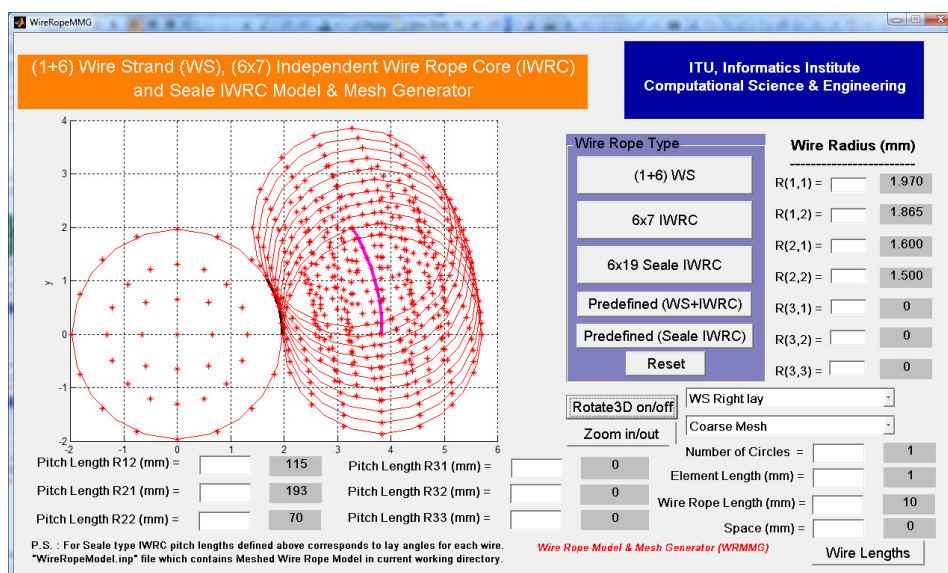 WireRopeMMG
(1+6) Wire Strand (WS), (6x7) Independent Wire Rope Core (IWRC)
and Seale IWRC Model & Mesh Generator
ITU, Informatics Institute
Computational Science & Engineering
4
3
2
1
0
-1
-2
y
-2 -1 0 1 2 3 4 5 6
Wire Rope Type
(1+6) WS
6x7 IWRC
6x19 Seale IWRC
Predefined (WS+IWRC)
Predefined (Seale IWRC)
Reset
Wire Radius (mm)
------------------------
R(1,1) = 1.970
R(1,2) = 1.865
R(2,1) = 1.600
R(2,2) = 1.500
R(3,1) = 0
R(3,2) = 0
R(3,3) = 0
Rotate3D on/off
Zoom in/out
WS Right lay
Coarse Mesh
Pitch Length R12 (mm) = 115
Pitch Length R21 (mm) = 193
Pitch Length R22 (mm) = 70
Pitch Length R31 (mm) = 0
Pitch Length R32 (mm) = 0
Pitch Length R33 (mm) = 0
Number of Circles = 1
Element Length (mm) = 1
Wire Rope Length (mm) = 10
Space (mm) = 0
P.S. : For Seale type IWRC pitch lengths defined above corresponds to lay angles for each wire.
"WireRopeModel.inp" file which contains Meshed Wire Rope Model in current working directory.
Wire Rope Model & Mesh Generator (WRMMG)
Wire Lengths